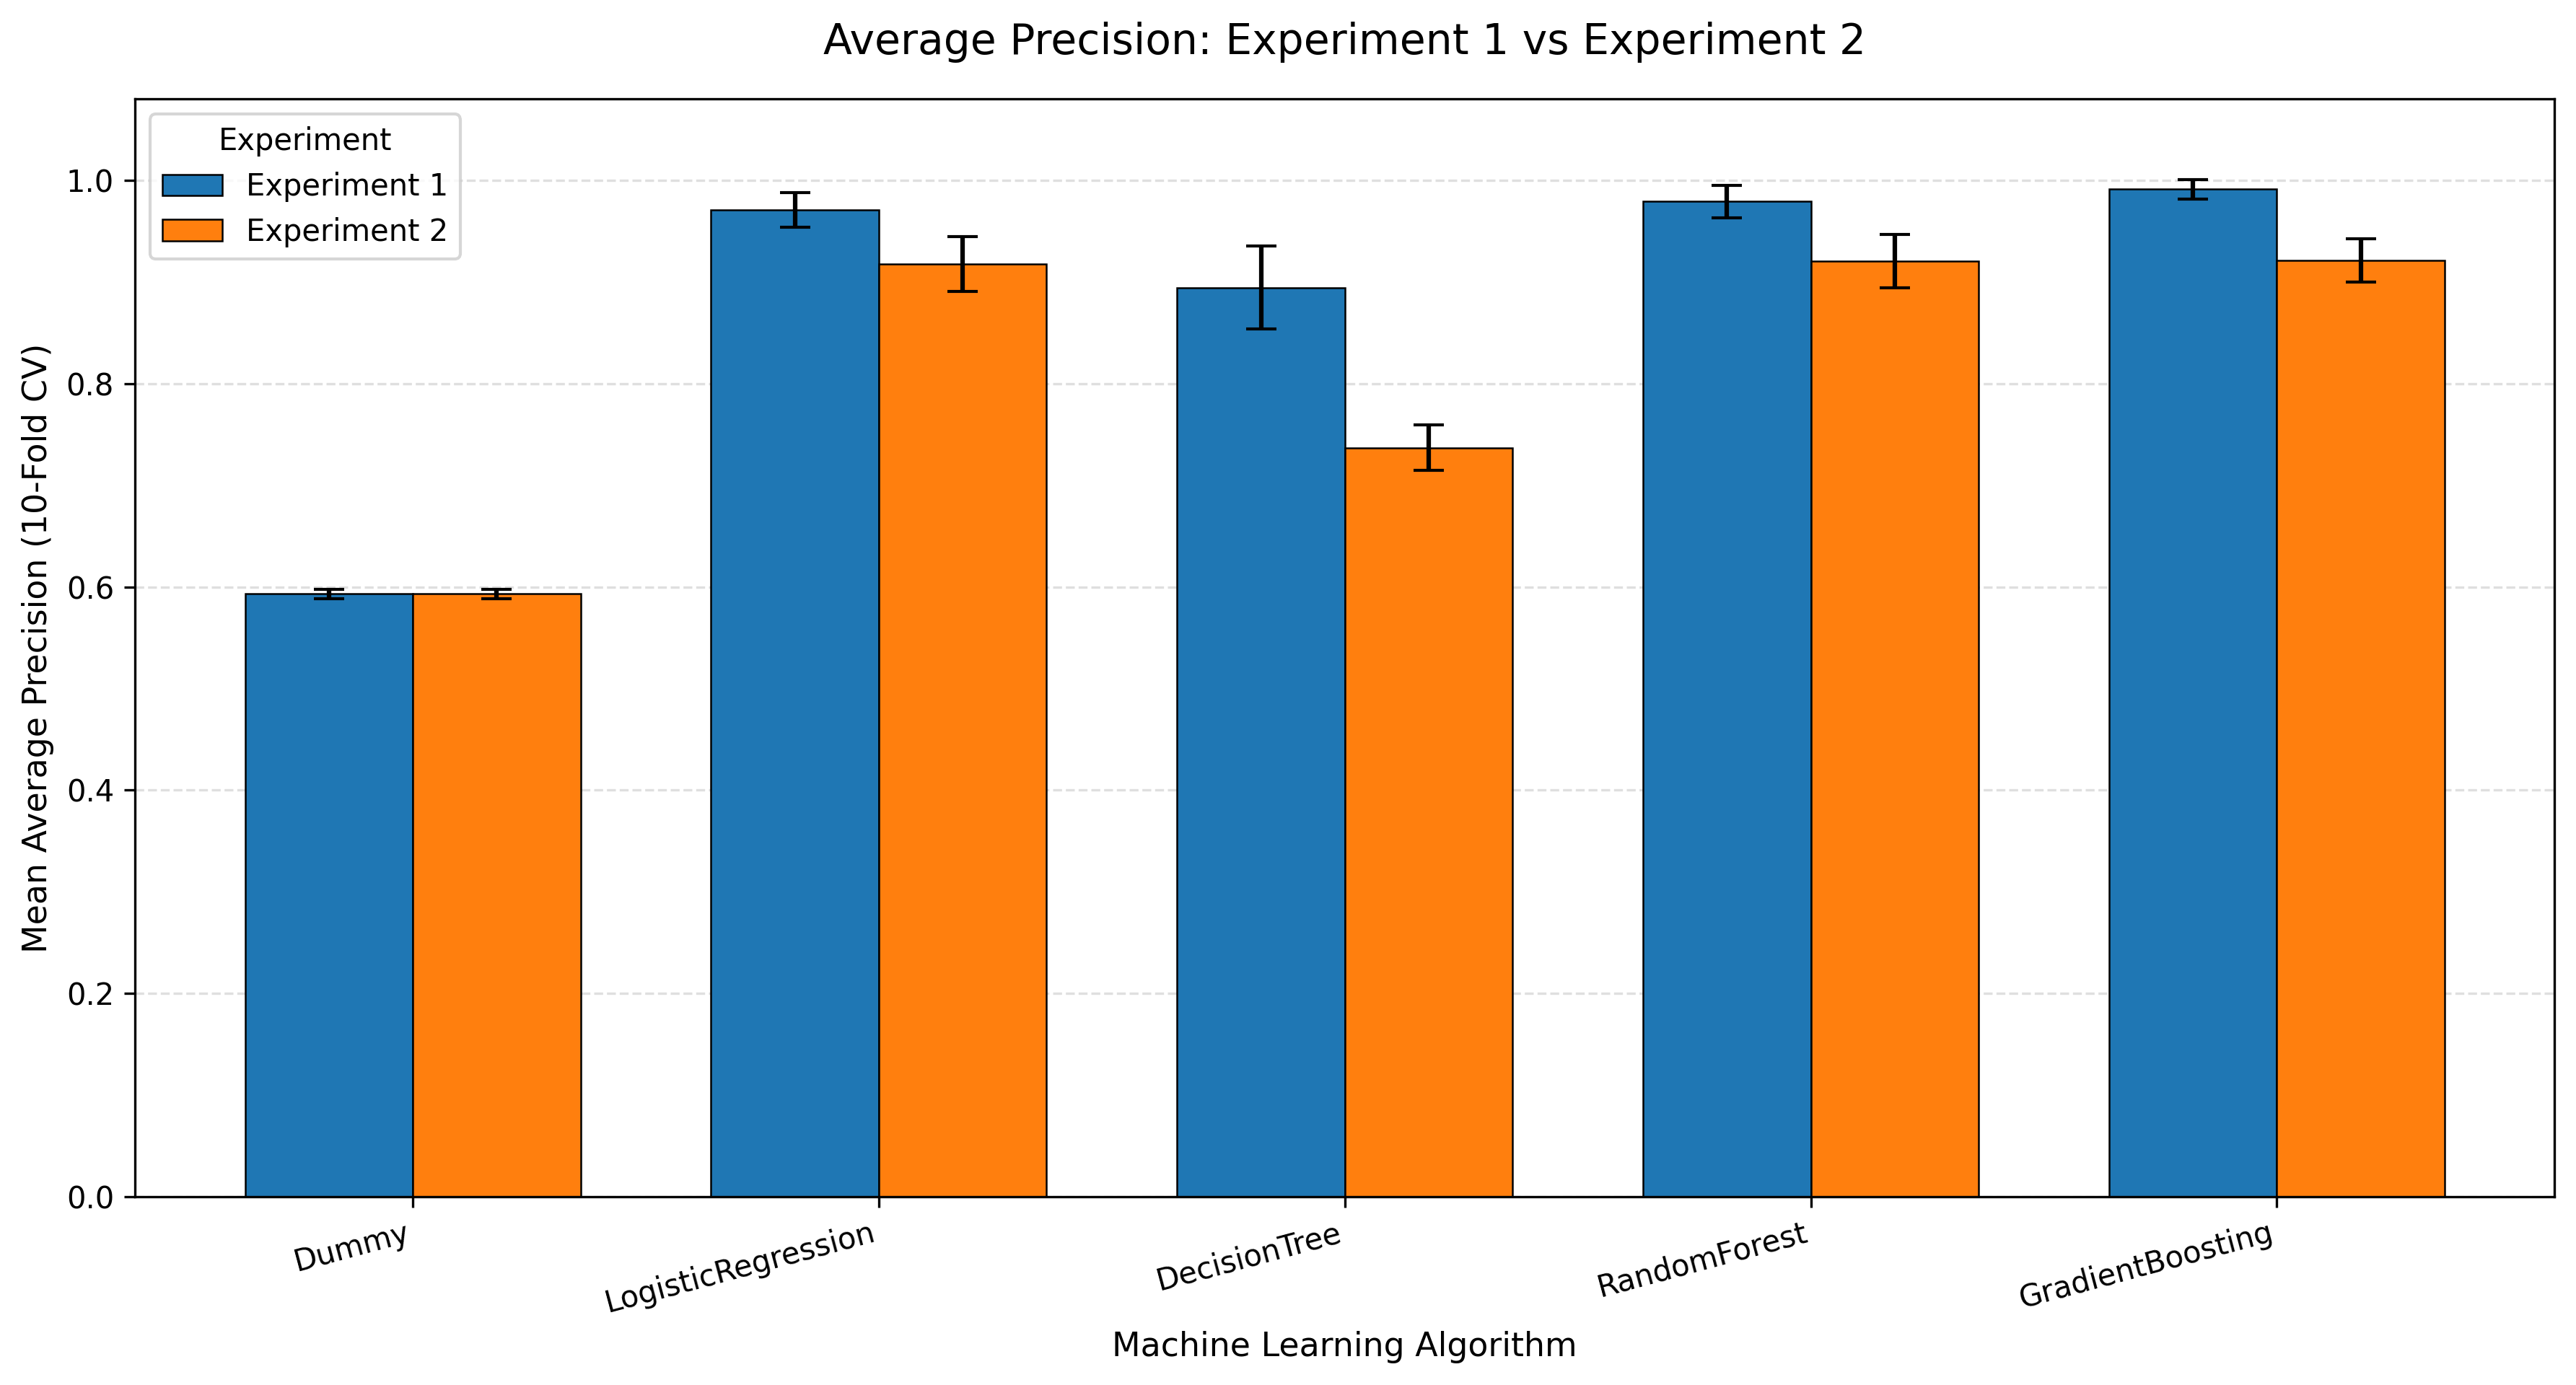 Average Precision: Experiment 1 vs Experiment 2
Experiment
Experiment 1
Experiment 2
Mean Average Precision (10-Fold CV)
1.0
0.8
0.6
0.4
0.2
0.0
Dummy
LogisticRegression
DecisionTree
RandomForest
GradientBoosting
Machine Learning Algorithm